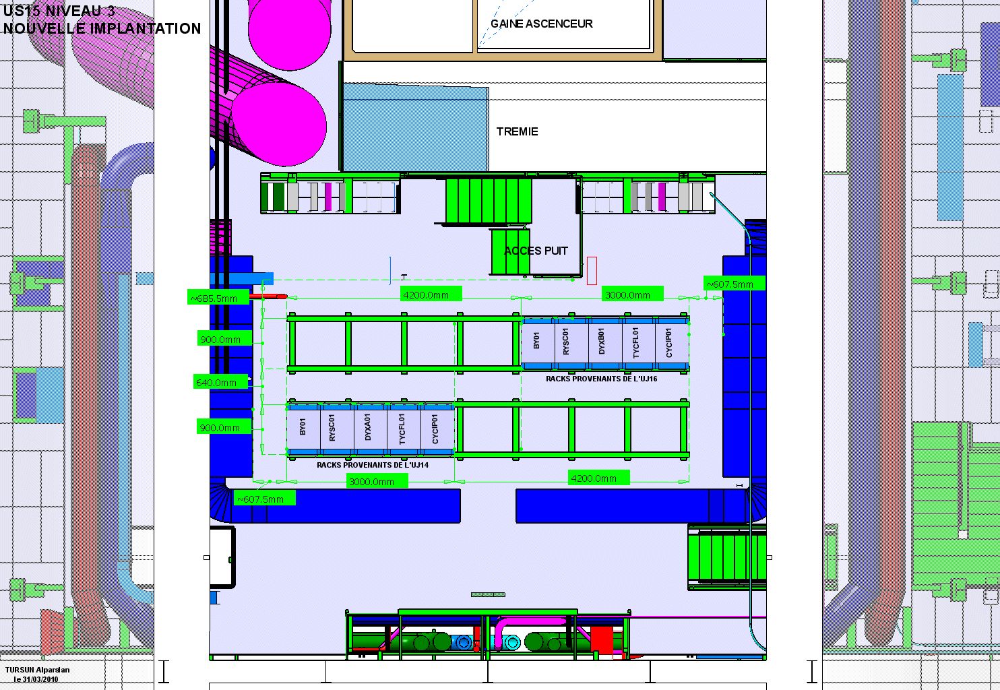 US15 NIVEAU 3
NOUVELLE IMPLANTATION
GAINE ASCENCEUR
TREMIE
ACCES PUIT
~607.5mm
~685.5mm
4200.0mm
3000.0mm
900.0mm
BY01
RYSC01
DYXB01
TYCFL01
CYCIP01
RACKS PROVENANTS DE L'UJ16
640.0mm
900.0mm
BY01
RYSC01
DYXA01
TYCFL01
CYCIP01
RACKS PROVENANTS DE L'UJ14
3000.0mm
4200.0mm
~607.5mm
TURSUN Alparslan
le 31/03/2010